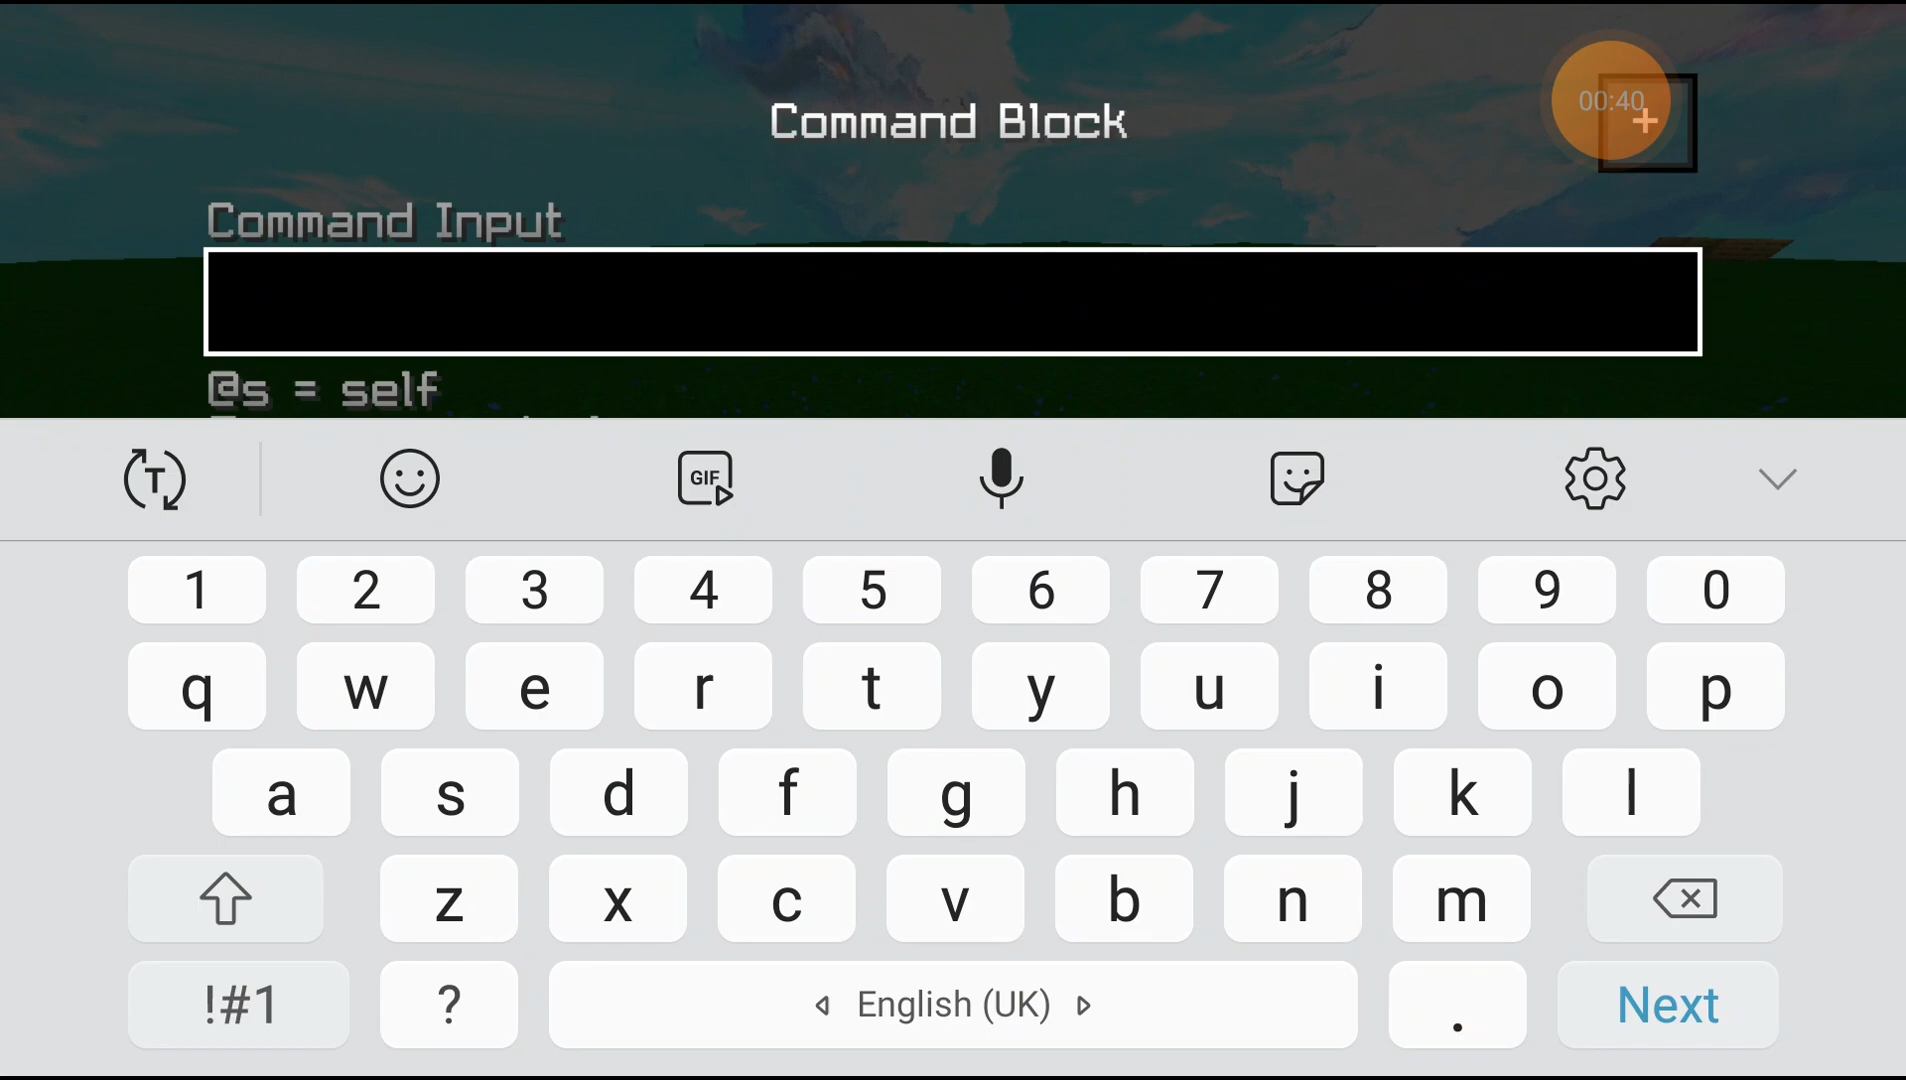 Command Block
00:40
+
Command Input
@s = self
T
GIF
1 2 3 4 5 6 7 8 9 0
q w e r t y u i o p
a s d f g h j k l
z x c v b n m
!#1 ? English (UK) . Next